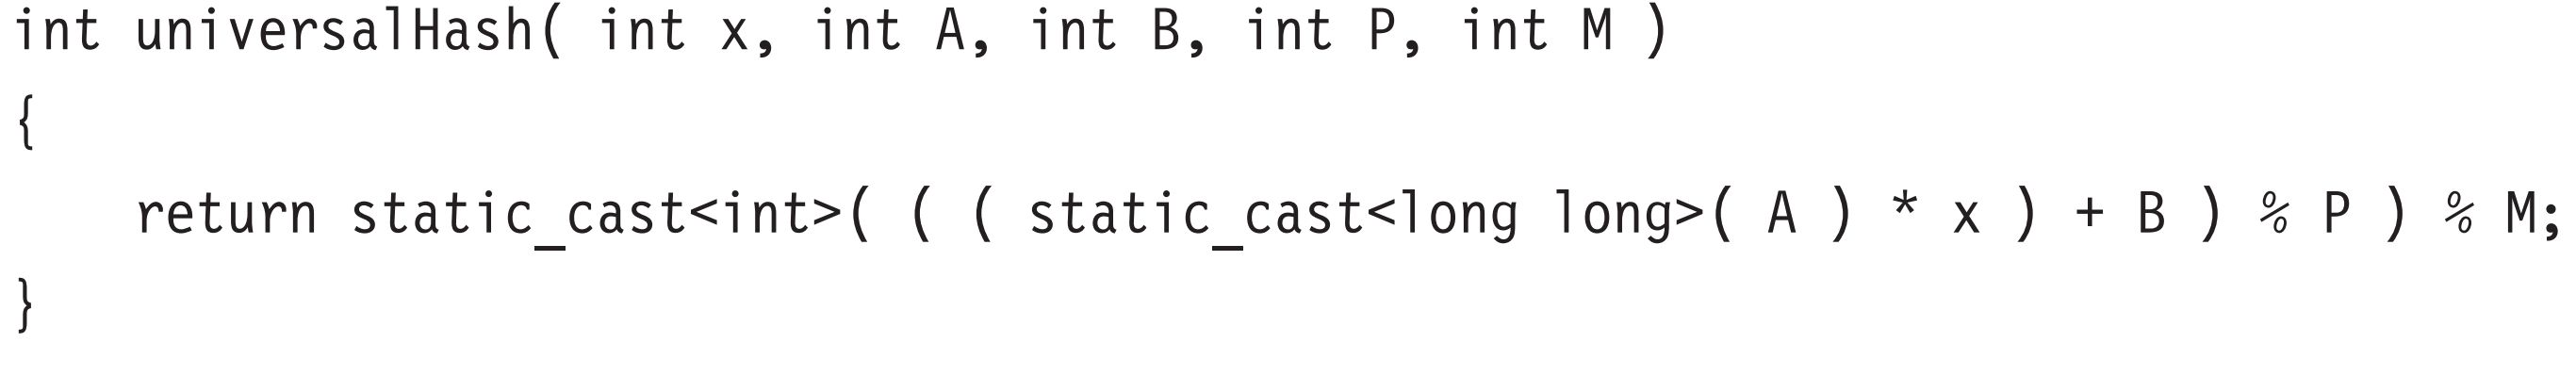 int universalHash( int x, int A, int B, int P, int M )
{
    return static_cast<int>( ( ( static_cast<long long>( A ) * x ) + B ) % P ) % M;
}